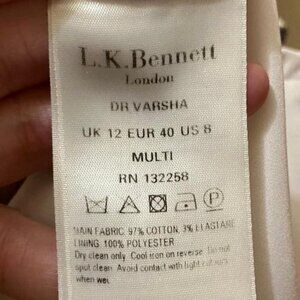 L.K.Bennett
London
DR VARSHA
UK 12 EUR 40 US 8
MULTI
RN 132258
MAIN FABRIC: 97% COTTON, 3% ELASTANE
LINING: 100% POLYESTER
Dry clean only. Cool iron on reverse. Do not
spot clean. Avoid contact with light colours
when wet.